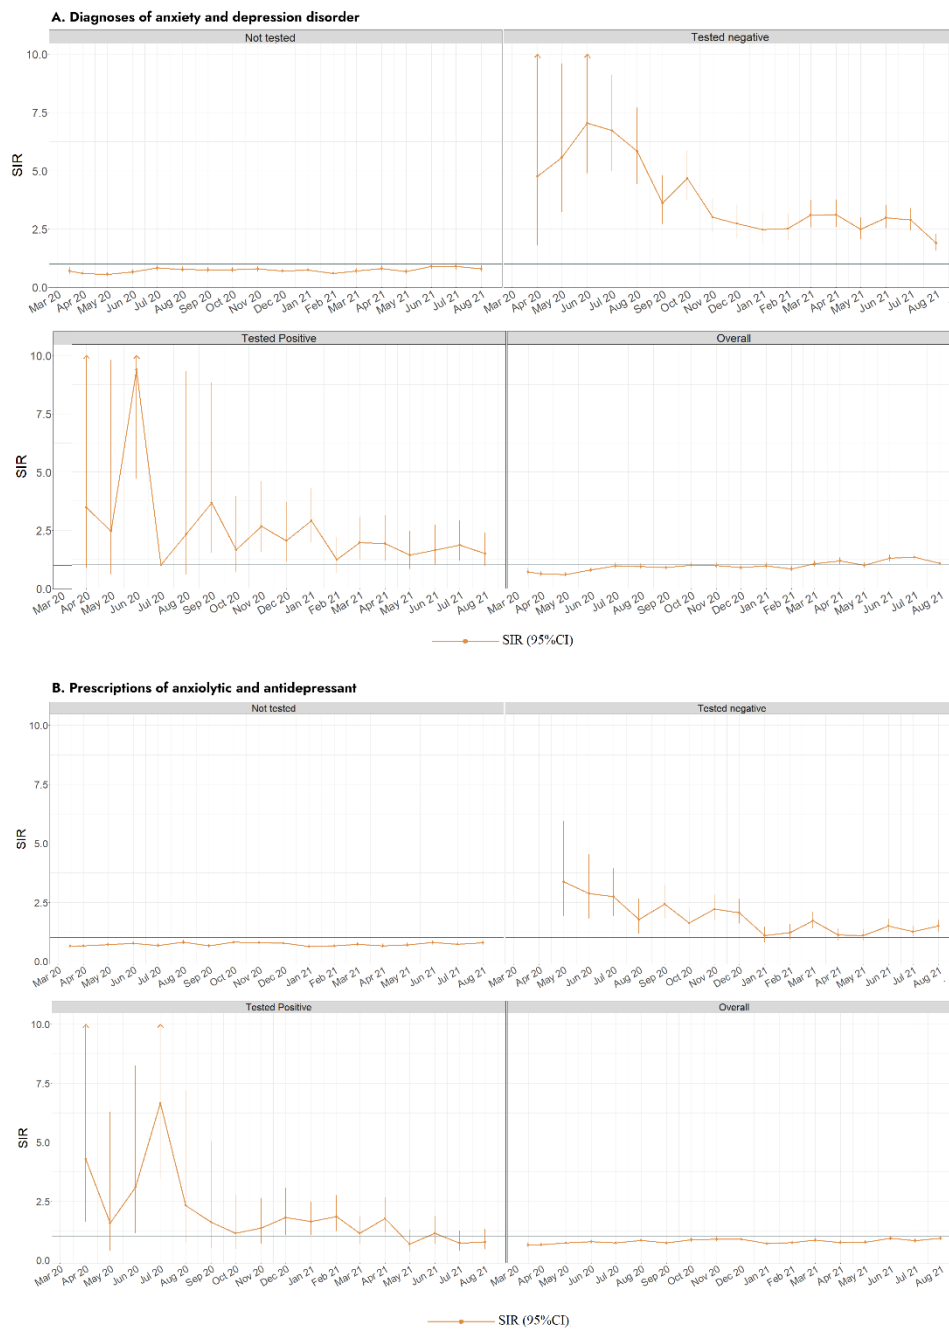 A. Diagnoses of anxiety and depression disorder
Not tested
Tested negative
10.0
7.5
5.0
2.5
0.0
SIR
Mar 20 Apr 20 May 20 Jun 20 Jul 20 Aug 20 Sep 20 Oct 20 Nov 20 Dec 20 Jan 21 Feb 21 Mar 21 Apr 21 May 21 Jun 21 Jul 21 Aug 21
Mar 20 Apr 20 May 20 Jun 20 Jul 20 Aug 20 Sep 20 Oct 20 Nov 20 Dec 20 Jan 21 Feb 21 Mar 21 Apr 21 May 21 Jun 21 Jul 21 Aug 21
Tested Positive
Overall
10.0
7.5
5.0
2.5
0.0
SIR
Mar 20 Apr 20 May 20 Jun 20 Jul 20 Aug 20 Sep 20 Oct 20 Nov 20 Dec 20 Jan 21 Feb 21 Mar 21 Apr 21 May 21 Jun 21 Jul 21 Aug 21
Mar 20 Apr 20 May 20 Jun 20 Jul 20 Aug 20 Sep 20 Oct 20 Nov 20 Dec 20 Jan 21 Feb 21 Mar 21 Apr 21 May 21 Jun 21 Jul 21 Aug 21
SIR (95%CI)
B. Prescriptions of anxiolytic and antidepressant
Not tested
Tested negative
10.0
7.5
5.0
2.5
0.0
SIR
Mar 20 Apr 20 May 20 Jun 20 Jul 20 Aug 20 Sep 20 Oct 20 Nov 20 Dec 20 Jan 21 Feb 21 Mar 21 Apr 21 May 21 Jun 21 Jul 21 Aug 21
Mar 20 Apr 20 May 20 Jun 20 Jul 20 Aug 20 Sep 20 Oct 20 Nov 20 Dec 20 Jan 21 Feb 21 Mar 21 Apr 21 May 21 Jun 21 Jul 21 Aug 21
Tested Positive
Overall
10.0
7.5
5.0
2.5
0.0
SIR
Mar 20 Apr 20 May 20 Jun 20 Jul 20 Aug 20 Sep 20 Oct 20 Nov 20 Dec 20 Jan 21 Feb 21 Mar 21 Apr 21 May 21 Jun 21 Jul 21 Aug 21
Mar 20 Apr 20 May 20 Jun 20 Jul 20 Aug 20 Sep 20 Oct 20 Nov 20 Dec 20 Jan 21 Feb 21 Mar 21 Apr 21 May 21 Jun 21 Jul 21 Aug 21
SIR (95%CI)